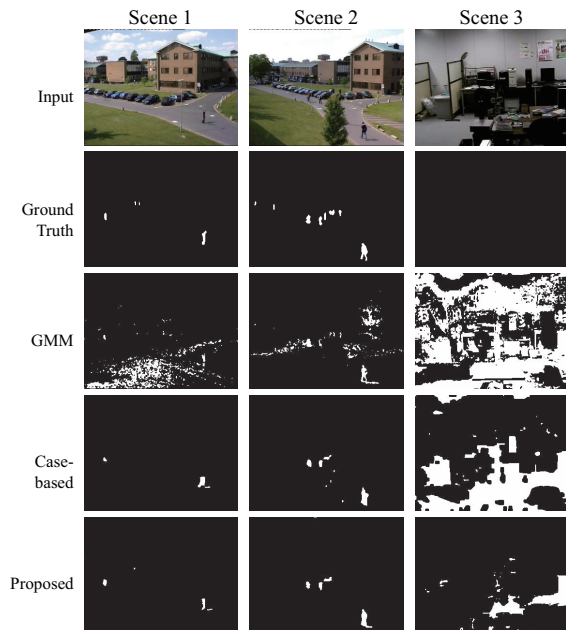 Scene 1 Scene 2 Scene 3
Input
Ground
Truth
GMM
Case-
based
Proposed